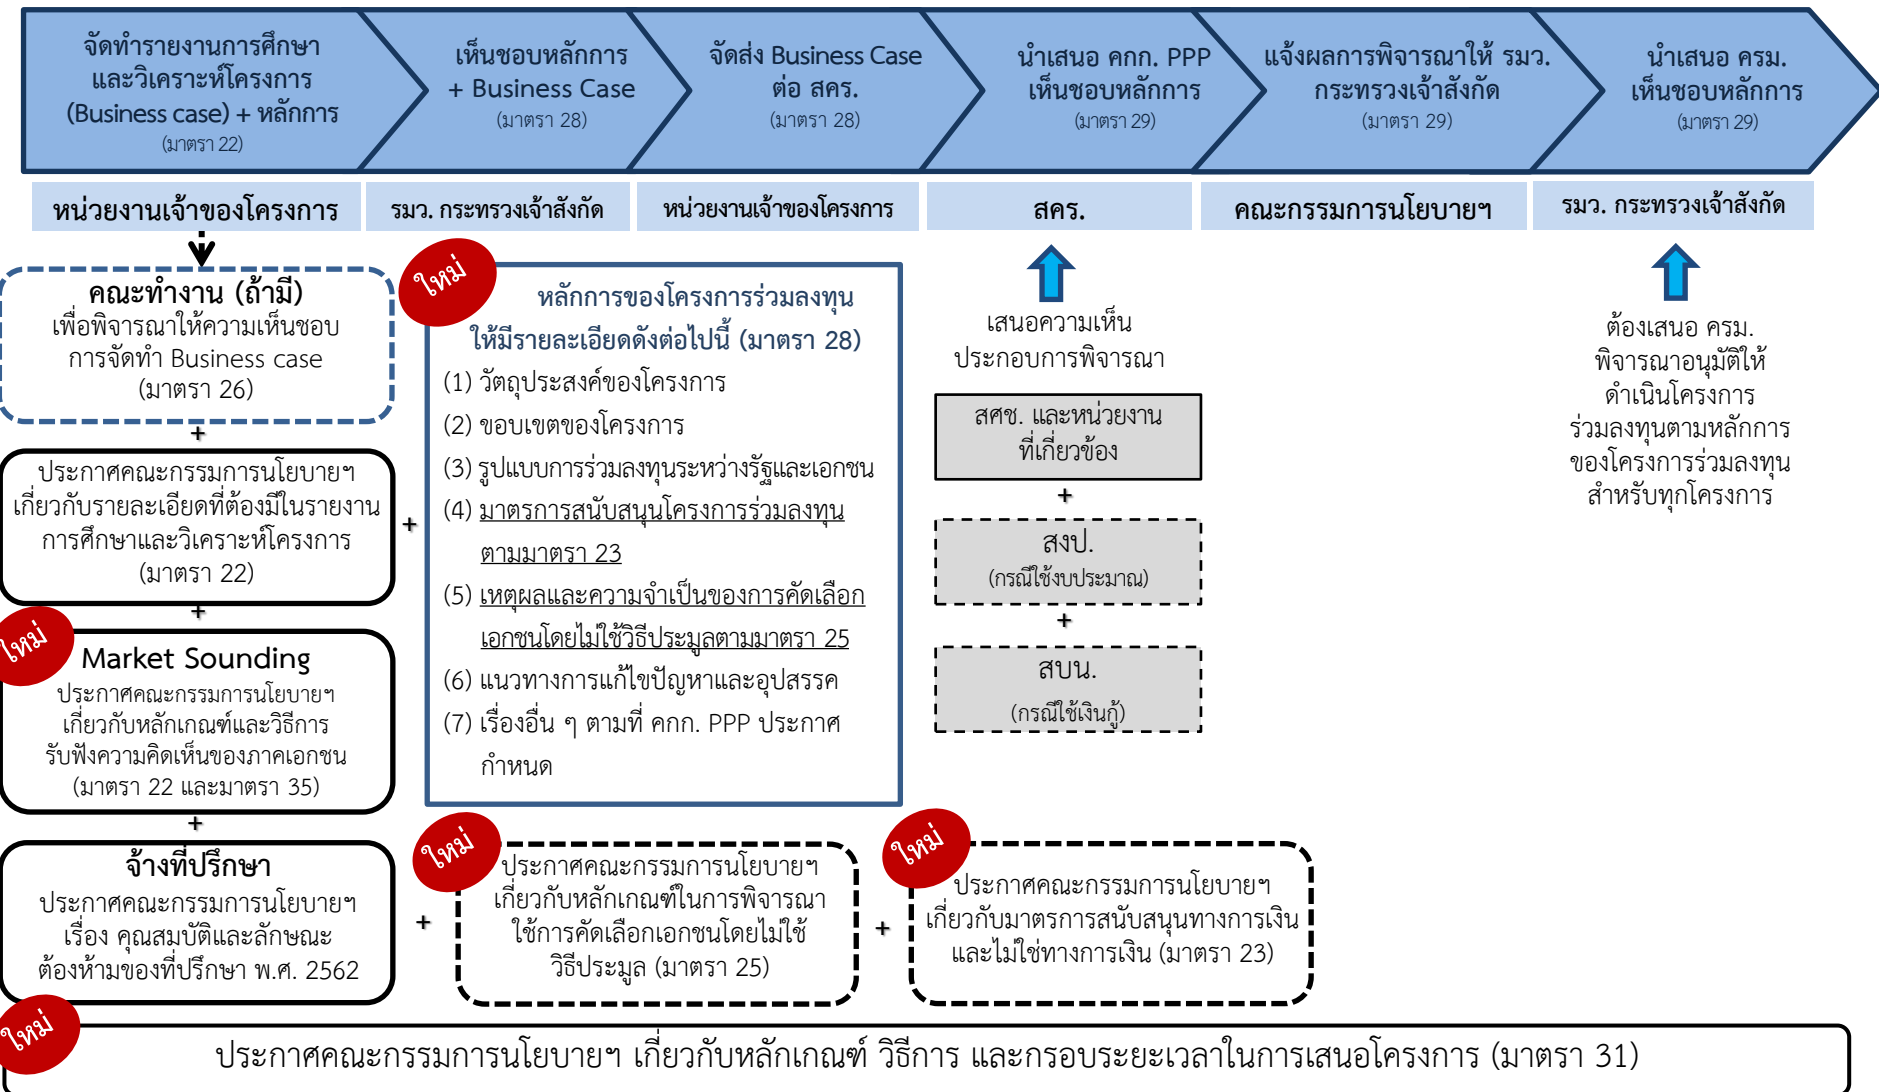 จัดทำรายงานการศึกษา
และวิเคราะห์โครงการ
(Business case) + หลักการ
(มาตรา 22)
เห็นชอบหลักการ
+ Business Case
(มาตรา 28)
จัดส่ง Business Case
ต่อ สคร.
(มาตรา 28)
นำเสนอ คกก. PPP
เห็นชอบหลักการ
(มาตรา 29)
แจ้งผลการพิจารณาให้ รมว.
กระทรวงเจ้าสังกัด
(มาตรา 29)
นำเสนอ ครม.
เห็นชอบหลักการ
(มาตรา 29)
หน่วยงานเจ้าของโครงการ
รมว. กระทรวงเจ้าสังกัด
หน่วยงานเจ้าของโครงการ
สคร.
คณะกรรมการนโยบายฯ
รมว. กระทรวงเจ้าสังกัด
คณะทำงาน (ถ้ามี)
เพื่อพิจารณาให้ความเห็นชอบ
การจัดทำ Business case
(มาตรา 26)
+
ประกาศคณะกรรมการนโยบายฯ
เกี่ยวกับรายละเอียดที่ต้องมีในรายงาน
การศึกษาและวิเคราะห์โครงการ
(มาตรา 22)
+
+
ใหม่
Market Sounding
ประกาศคณะกรรมการนโยบายฯ
เกี่ยวกับหลักเกณฑ์และวิธีการ
รับฟังความคิดเห็นของภาคเอกชน
(มาตรา 22 และมาตรา 35)
+
จ้างที่ปรึกษา
ประกาศคณะกรรมการนโยบายฯ
เรื่อง คุณสมบัติและลักษณะ
ต้องห้ามของที่ปรึกษา พ.ศ. 2562
ใหม่
หลักการของโครงการร่วมลงทุน
ให้มีรายละเอียดดังต่อไปนี้ (มาตรา 28)
(1) วัตถุประสงค์ของโครงการ
(2) ขอบเขตของโครงการ
(3) รูปแบบการร่วมลงทุนระหว่างรัฐและเอกชน
(4) มาตรการสนับสนุนโครงการร่วมลงทุน
ตามมาตรา 23
(5) เหตุผลและความจำเป็นของการคัดเลือก
เอกชนโดยไม่ใช้วิธีประมูลตามมาตรา 25
(6) แนวทางการแก้ไขปัญหาและอุปสรรค
(7) เรื่องอื่น ๆ ตามที่ คกก. PPP ประกาศ
กำหนด
เสนอความเห็น
ประกอบการพิจารณา
สศช. และหน่วยงาน
ที่เกี่ยวข้อง
+
สงป.
(กรณีใช้งบประมาณ)
+
สบน.
(กรณีใช้เงินกู้)
ต้องเสนอ ครม.
พิจารณาอนุมัติให้
ดำเนินโครงการ
ร่วมลงทุนตามหลักการ
ของโครงการร่วมลงทุน
สำหรับทุกโครงการ
+
ใหม่
ประกาศคณะกรรมการนโยบายฯ
เกี่ยวกับหลักเกณฑ์ในการพิจารณา
ใช้การคัดเลือกเอกชนโดยไม่ใช้
วิธีประมูล (มาตรา 25)
+
ใหม่
ประกาศคณะกรรมการนโยบายฯ
เกี่ยวกับมาตรการสนับสนุนทางการเงิน
และไม่ใช่ทางการเงิน (มาตรา 23)
ใหม่
ประกาศคณะกรรมการนโยบายฯ เกี่ยวกับหลักเกณฑ์ วิธีการ และกรอบระยะเวลาในการเสนอโครงการ (มาตรา 31)